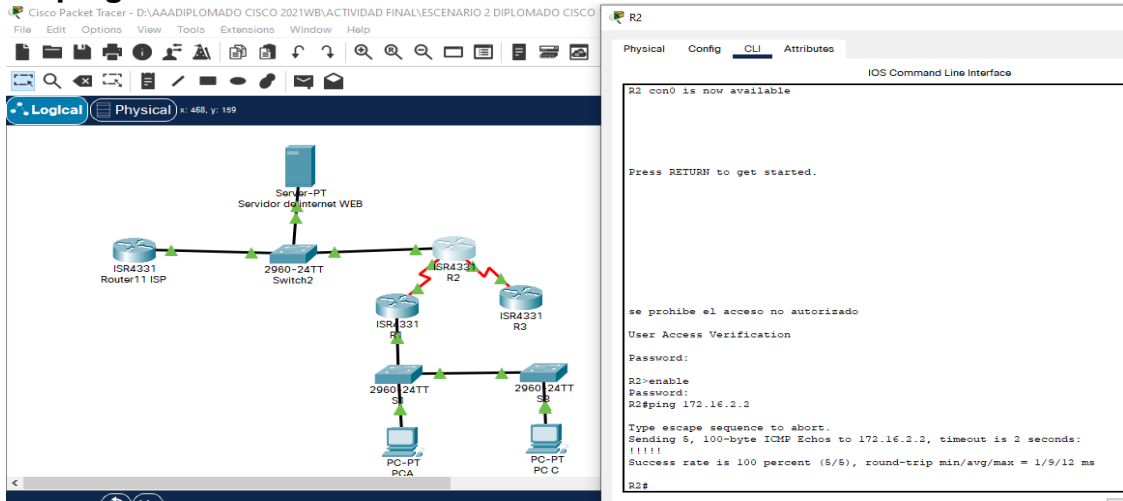 Cisco Packet Tracer - D:\AAADIPLOMADO CISCO 2021WB\ACTIVIDAD FINAL\ESCENARIO 2 DIPLOMADO CISCO
File Edit Options View Tools Extensions Window Help
Logical Physical x: 468, y: 159
Server-PT
Servidor de internet WEB
ISR4331
Router11 ISP
2960-24TT
Switch2
ISR4331
R2
ISR4331
R1
ISR4331
R3
2960-24TT
S1
2960-24TT
S3
PC-PT
PCA
PC-PT
PC C
R2
Physical Config CLI Attributes
IOS Command Line Interface
R2 con0 is now available
Press RETURN to get started.
se prohibe el acceso no autorizado
User Access Verification
Password:
R2>enable
Password:
R2#ping 172.16.2.2
Type escape sequence to abort.
Sending 5, 100-byte ICMP Echos to 172.16.2.2, timeout is 2 seconds:
!!!!!
Success rate is 100 percent (5/5), round-trip min/avg/max = 1/9/12 ms
R2#